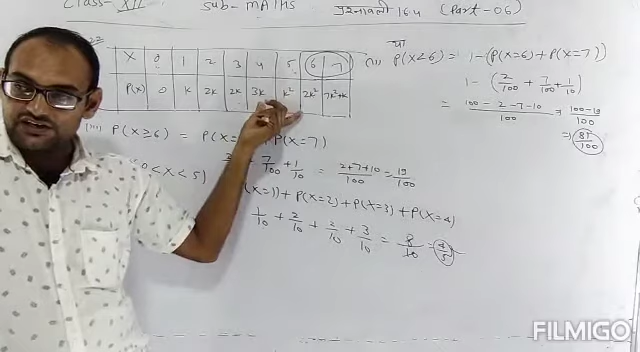 Class- XII Sub- MATHS प्रश्नावली 16.4 (Part-06)
22
X 0 1 2 3 4 5 6 7
P(X) 0 K 2K 2K 3K K² 2K² 7K²+K
या
(ii) P(X<6) = 1-(P(X=6)+P(X=7))
1-(2/100+7/100+1/10)
= 100-2-7-10/100 = 100-19/100
= 81/100
(iii) P(X≥6) = P(X= P(X=7)
+ 7/100 + 1/10 = 2+7+10/100 = 19/100
0<X<5)
(X=1)+P(X=2)+P(X=3)+P(X=4)
1/10 + 2/10 + 2/10 + 3/10 = 8/10 = 4/5
FILMIGO